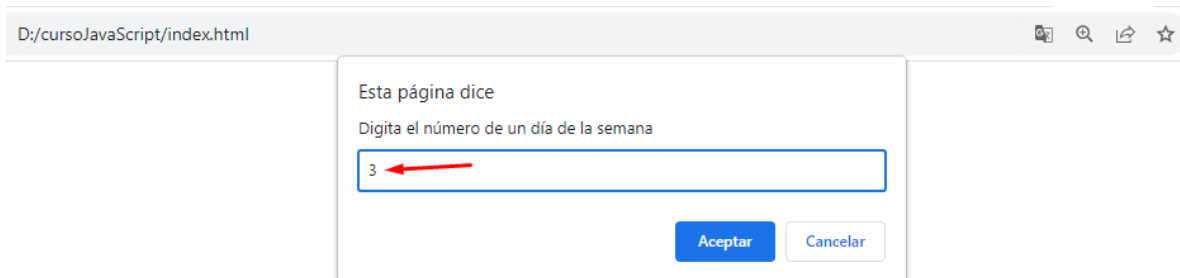 D:/cursoJavaScript/index.html
Esta página dice
Digita el número de un día de la semana
3
Aceptar Cancelar